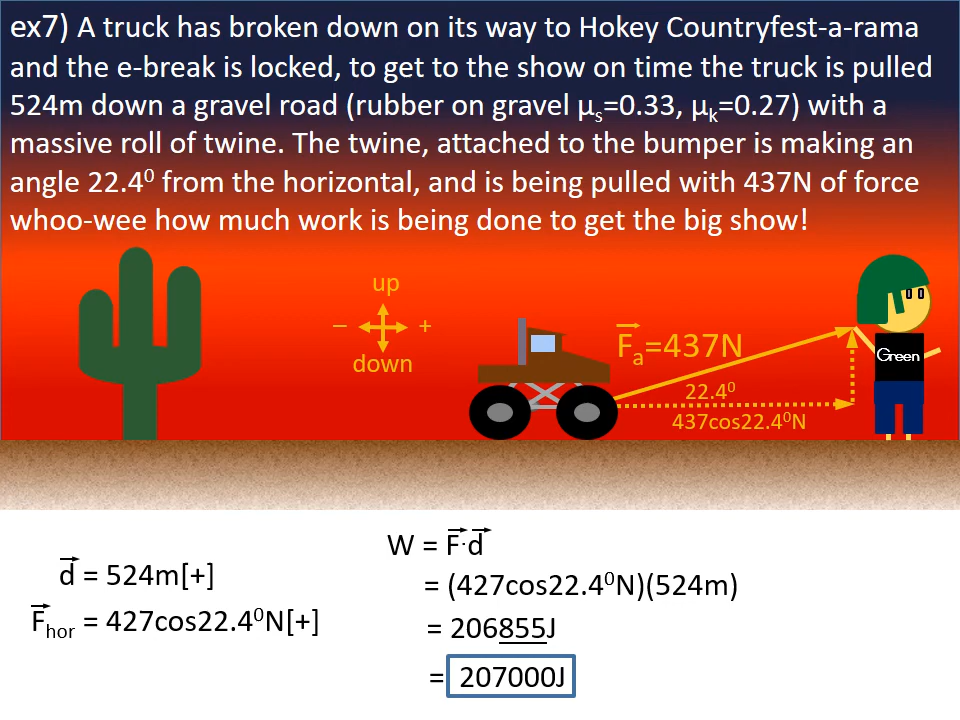 ex7) A truck has broken down on its way to Hokey Countryfest-a-rama
and the e-break is locked, to get to the show on time the truck is pulled
524m down a gravel road (rubber on gravel μs=0.33, μk=0.27) with a
massive roll of twine. The twine, attached to the bumper is making an
angle 22.4⁰ from the horizontal, and is being pulled with 437N of force
whoo-wee how much work is being done to get the big show!
up
− +
down
Fa=437N
Green
22.4⁰
437cos22.4⁰N
W = F·d
d = 524m[+]
= (427cos22.4⁰N)(524m)
Fhor = 427cos22.4⁰N[+]
= 206855J
= 207000J